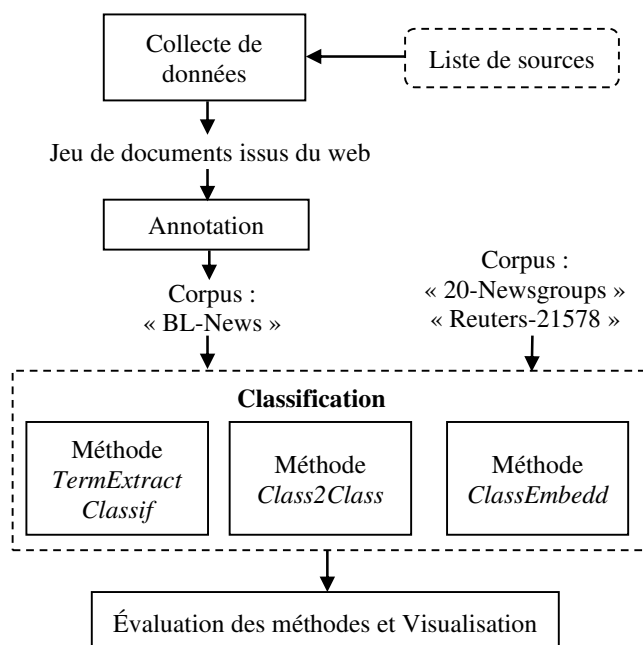 Collecte de
données
Liste de sources
Jeu de documents issus du web
Annotation
Corpus :
« BL-News »
Corpus :
« 20-Newsgroups »
« Reuters-21578 »
Classification
Méthode
TermExtract
Classif
Méthode
Class2Class
Méthode
ClassEmbedd
Évaluation des méthodes et Visualisation